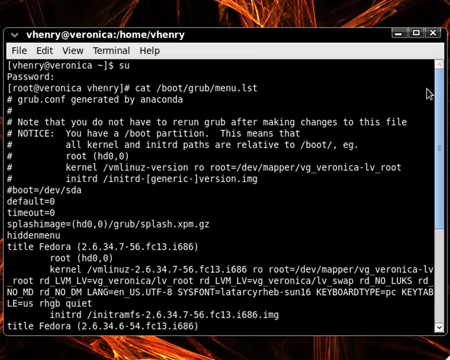 vhenry@veronica:/home/vhenry
File Edit View Terminal Help
[vhenry@veronica ~]$ su
Password:
[root@veronica vhenry]# cat /boot/grub/menu.lst
# grub.conf generated by anaconda
#
# Note that you do not have to rerun grub after making changes to this file
# NOTICE: You have a /boot partition. This means that
# all kernel and initrd paths are relative to /boot/, eg.
# root (hd0,0)
# kernel /vmlinuz-version ro root=/dev/mapper/vg_veronica-lv_root
# initrd /initrd-[generic-]version.img
#boot=/dev/sda
default=0
timeout=0
splashimage=(hd0,0)/grub/splash.xpm.gz
hiddenmenu
title Fedora (2.6.34.7-56.fc13.i686)
root (hd0,0)
kernel /vmlinuz-2.6.34.7-56.fc13.i686 ro root=/dev/mapper/vg_veronica-lv
_root rd_LVM_LV=vg_veronica/lv_root rd_LVM_LV=vg_veronica/lv_swap rd_NO_LUKS rd_
NO_MD rd_NO_DM LANG=en_US.UTF-8 SYSFONT=latarcyrheb-sun16 KEYBOARDTYPE=pc KEYTAB
LE=us rhgb quiet
initrd /initramfs-2.6.34.7-56.fc13.i686.img
title Fedora (2.6.34.6-54.fc13.i686)